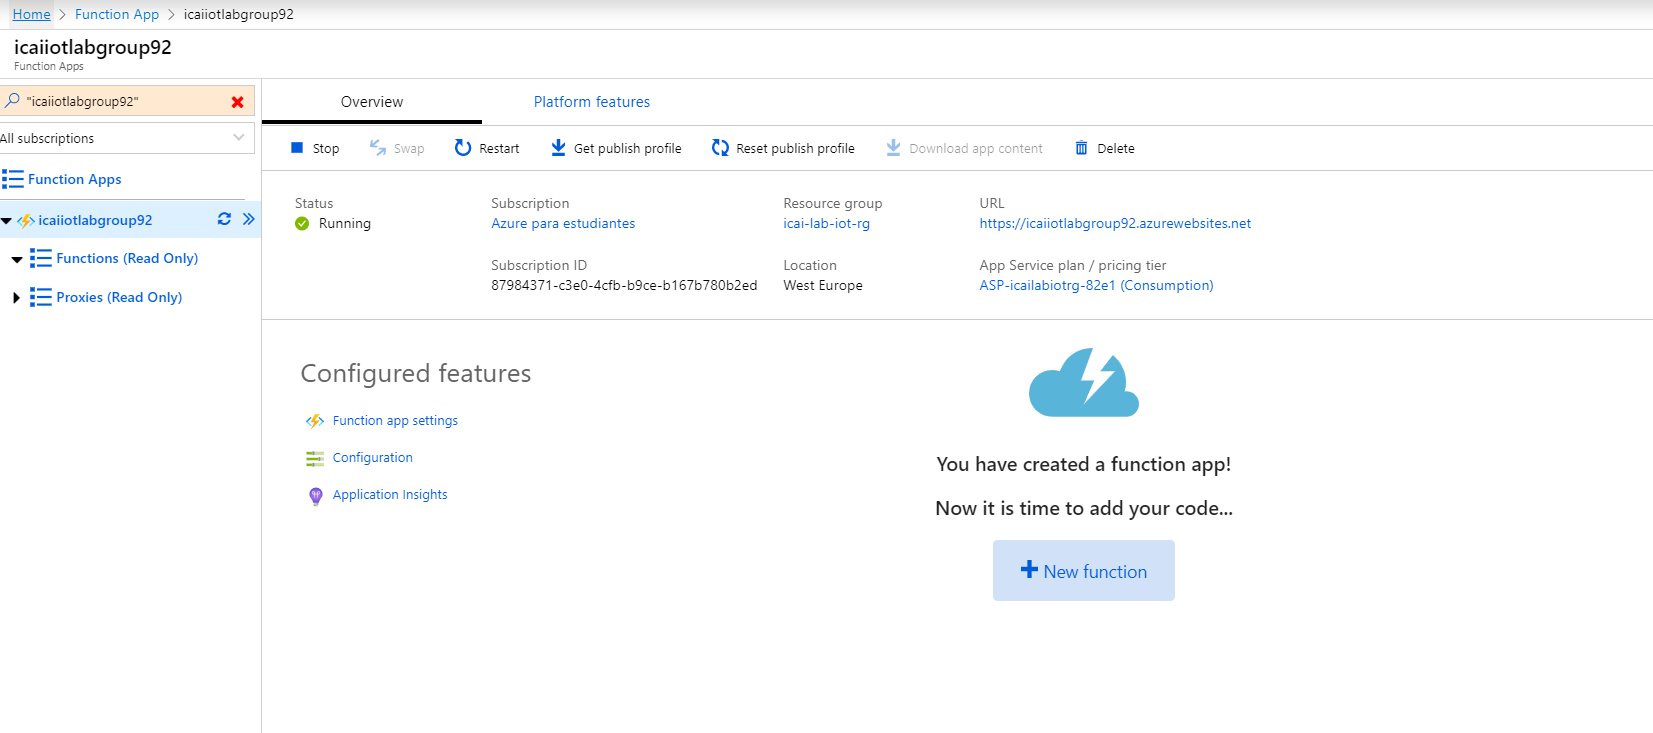 Home > Function App > icaiiotlabgroup92
icaiiotlabgroup92
Function Apps
"icaiiotlabgroup92"
All subscriptions
Function Apps
icaiiotlabgroup92
Functions (Read Only)
Proxies (Read Only)
Overview Platform features
Stop Swap Restart Get publish profile Reset publish profile Download app content Delete
Status Subscription Resource group URL
Running Azure para estudiantes icai-lab-iot-rg https://icaiiotlabgroup92.azurewebsites.net
Subscription ID Location App Service plan / pricing tier
87984371-c3e0-4cfb-b9ce-b167b780b2ed West Europe ASP-icailabiotrg-82e1 (Consumption)
Configured features
Function app settings
Configuration
Application Insights
You have created a function app!
Now it is time to add your code...
New function